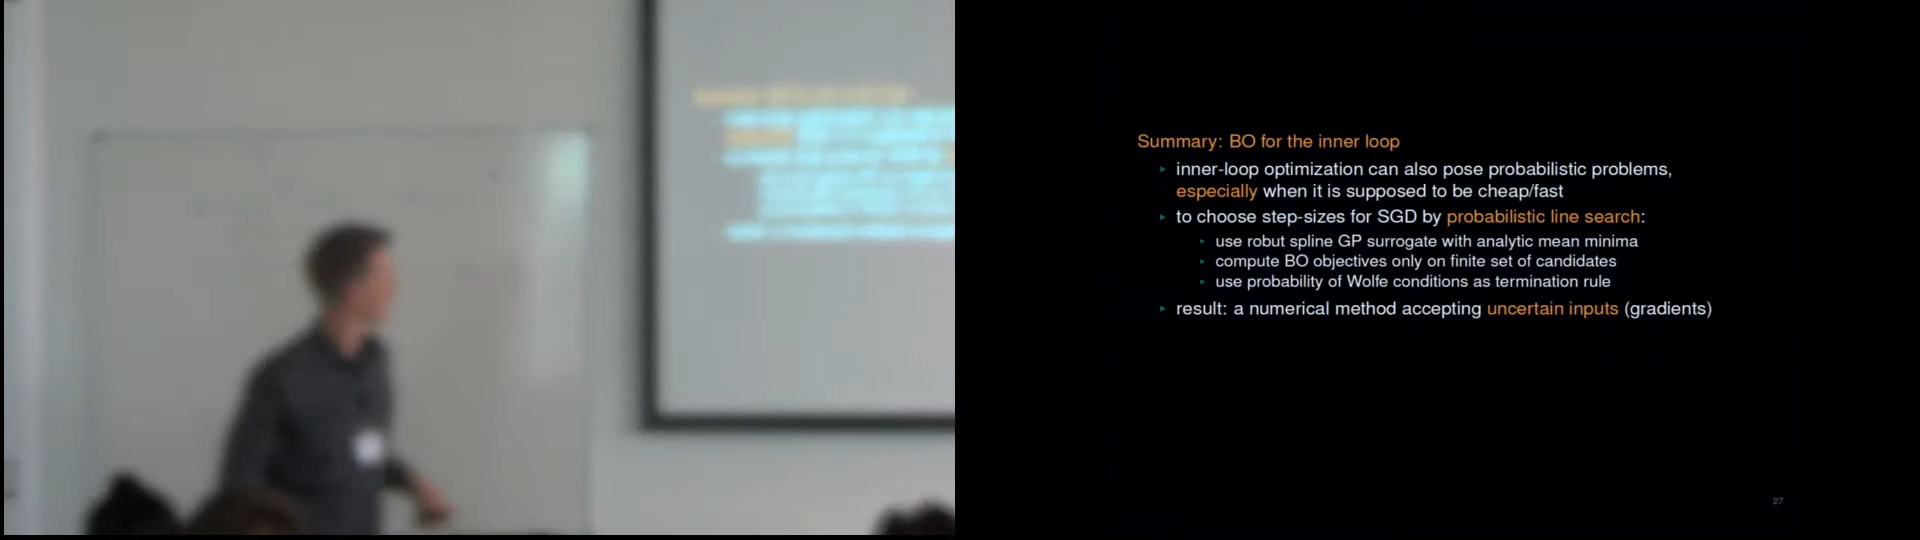 Summary: BO for the inner loop
inner-loop optimization can also pose probabilistic problems,
especially when it is supposed to be cheap/fast
to choose step-sizes for SGD by probabilistic line search:
use robut spline GP surrogate with analytic mean minima
compute BO objectives only on finite set of candidates
use probability of Wolfe conditions as termination rule
result: a numerical method accepting uncertain inputs (gradients)
27